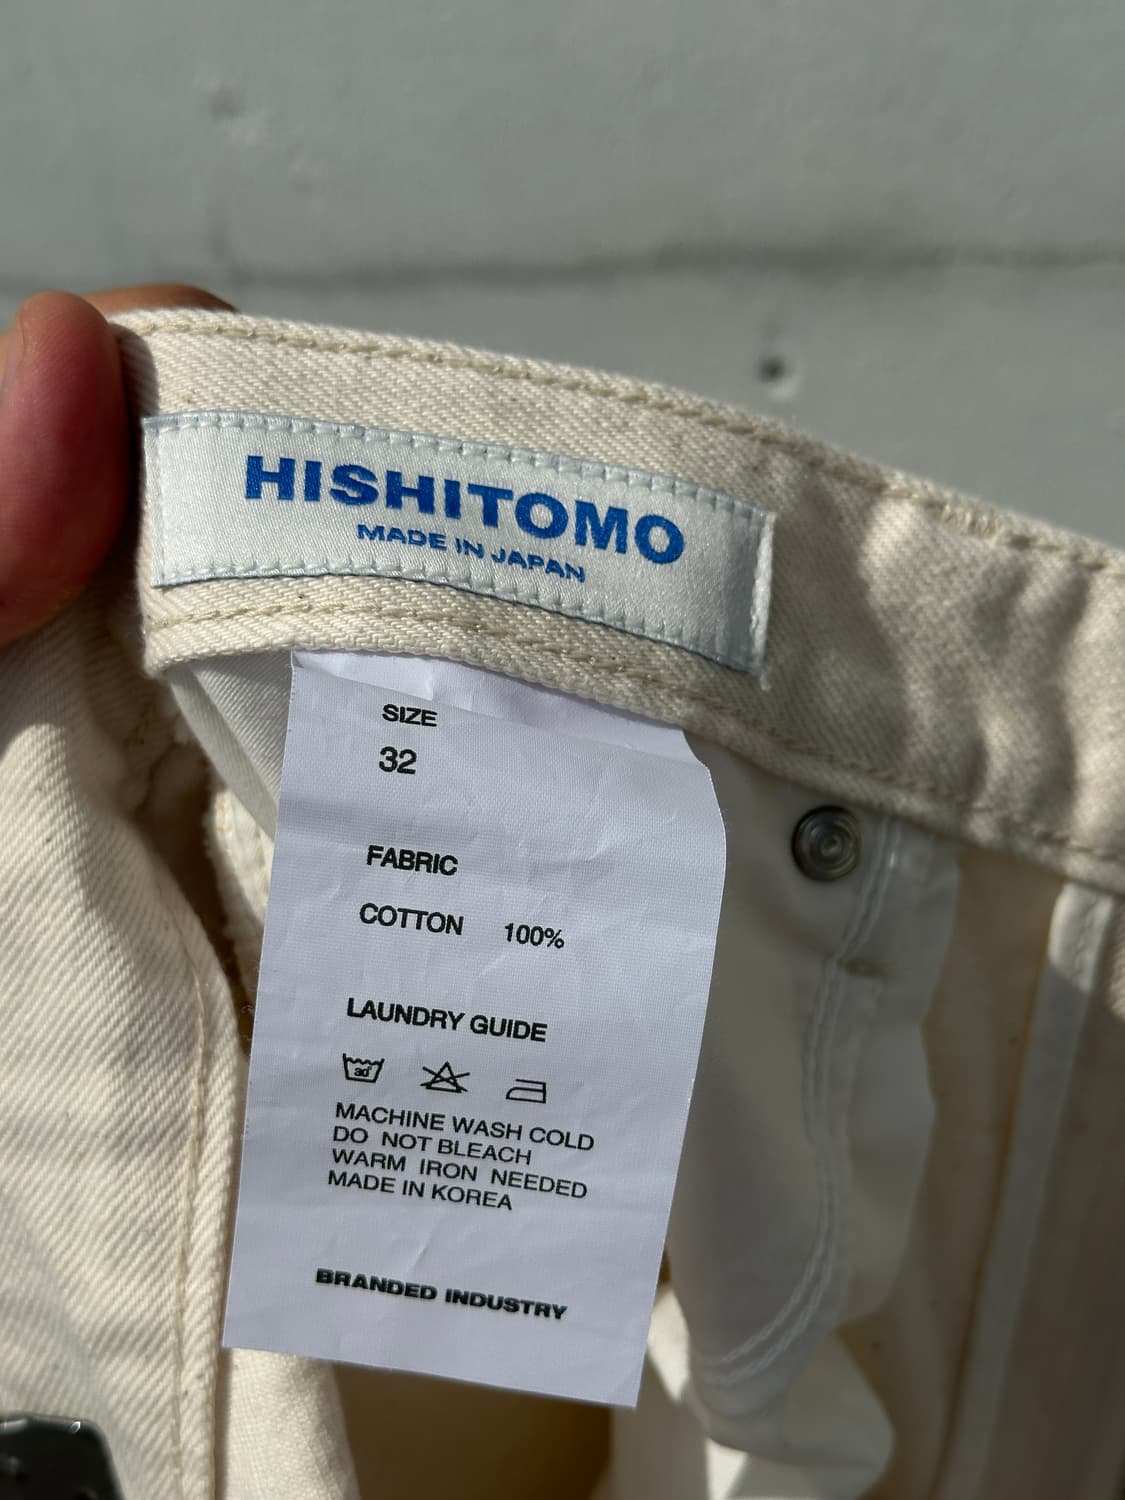 HISHITOMO
MADE IN JAPAN
SIZE
32
FABRIC
COTTON 100%
LAUNDRY GUIDE
30°
MACHINE WASH COLD
DO NOT BLEACH
WARM IRON NEEDED
MADE IN KOREA
BRANDED INDUSTRY